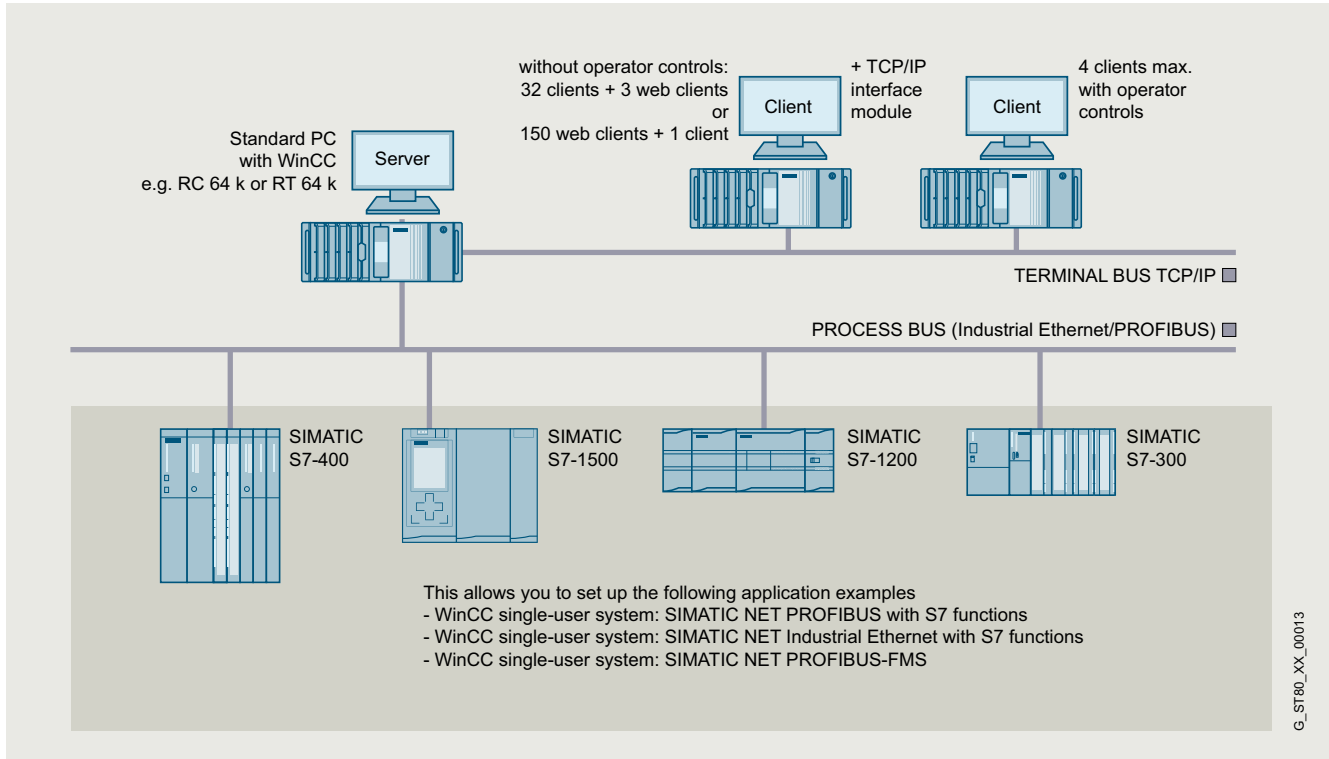 without operator controls:
32 clients + 3 web clients
or
150 web clients + 1 client
Client
+ TCP/IP
interface
module
Client
4 clients max.
with operator
controls
Standard PC
with WinCC
e.g. RC 64 k or RT 64 k
Server
TERMINAL BUS TCP/IP
PROCESS BUS (Industrial Ethernet/PROFIBUS)
SIMATIC
S7-400
SIMATIC
S7-1500
SIMATIC
S7-1200
SIMATIC
S7-300
This allows you to set up the following application examples
- WinCC single-user system: SIMATIC NET PROFIBUS with S7 functions
- WinCC single-user system: SIMATIC NET Industrial Ethernet with S7 functions
- WinCC single-user system: SIMATIC NET PROFIBUS-FMS
G_ST80_XX_00013